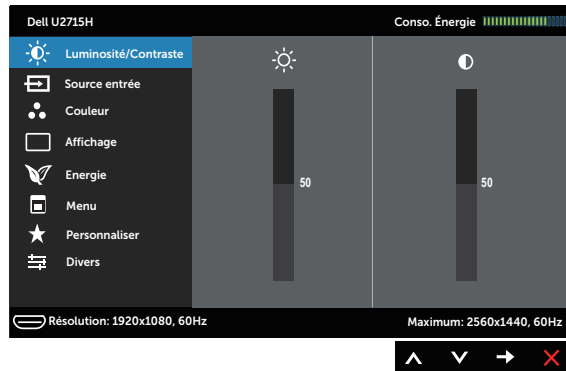 Dell U2715H
Conso. Énergie
Luminosité/Contraste
Source entrée
Couleur
Affichage
Energie
Menu
Personnaliser
Divers
50
50
Résolution: 1920x1080, 60Hz
Maximum: 2560x1440, 60Hz